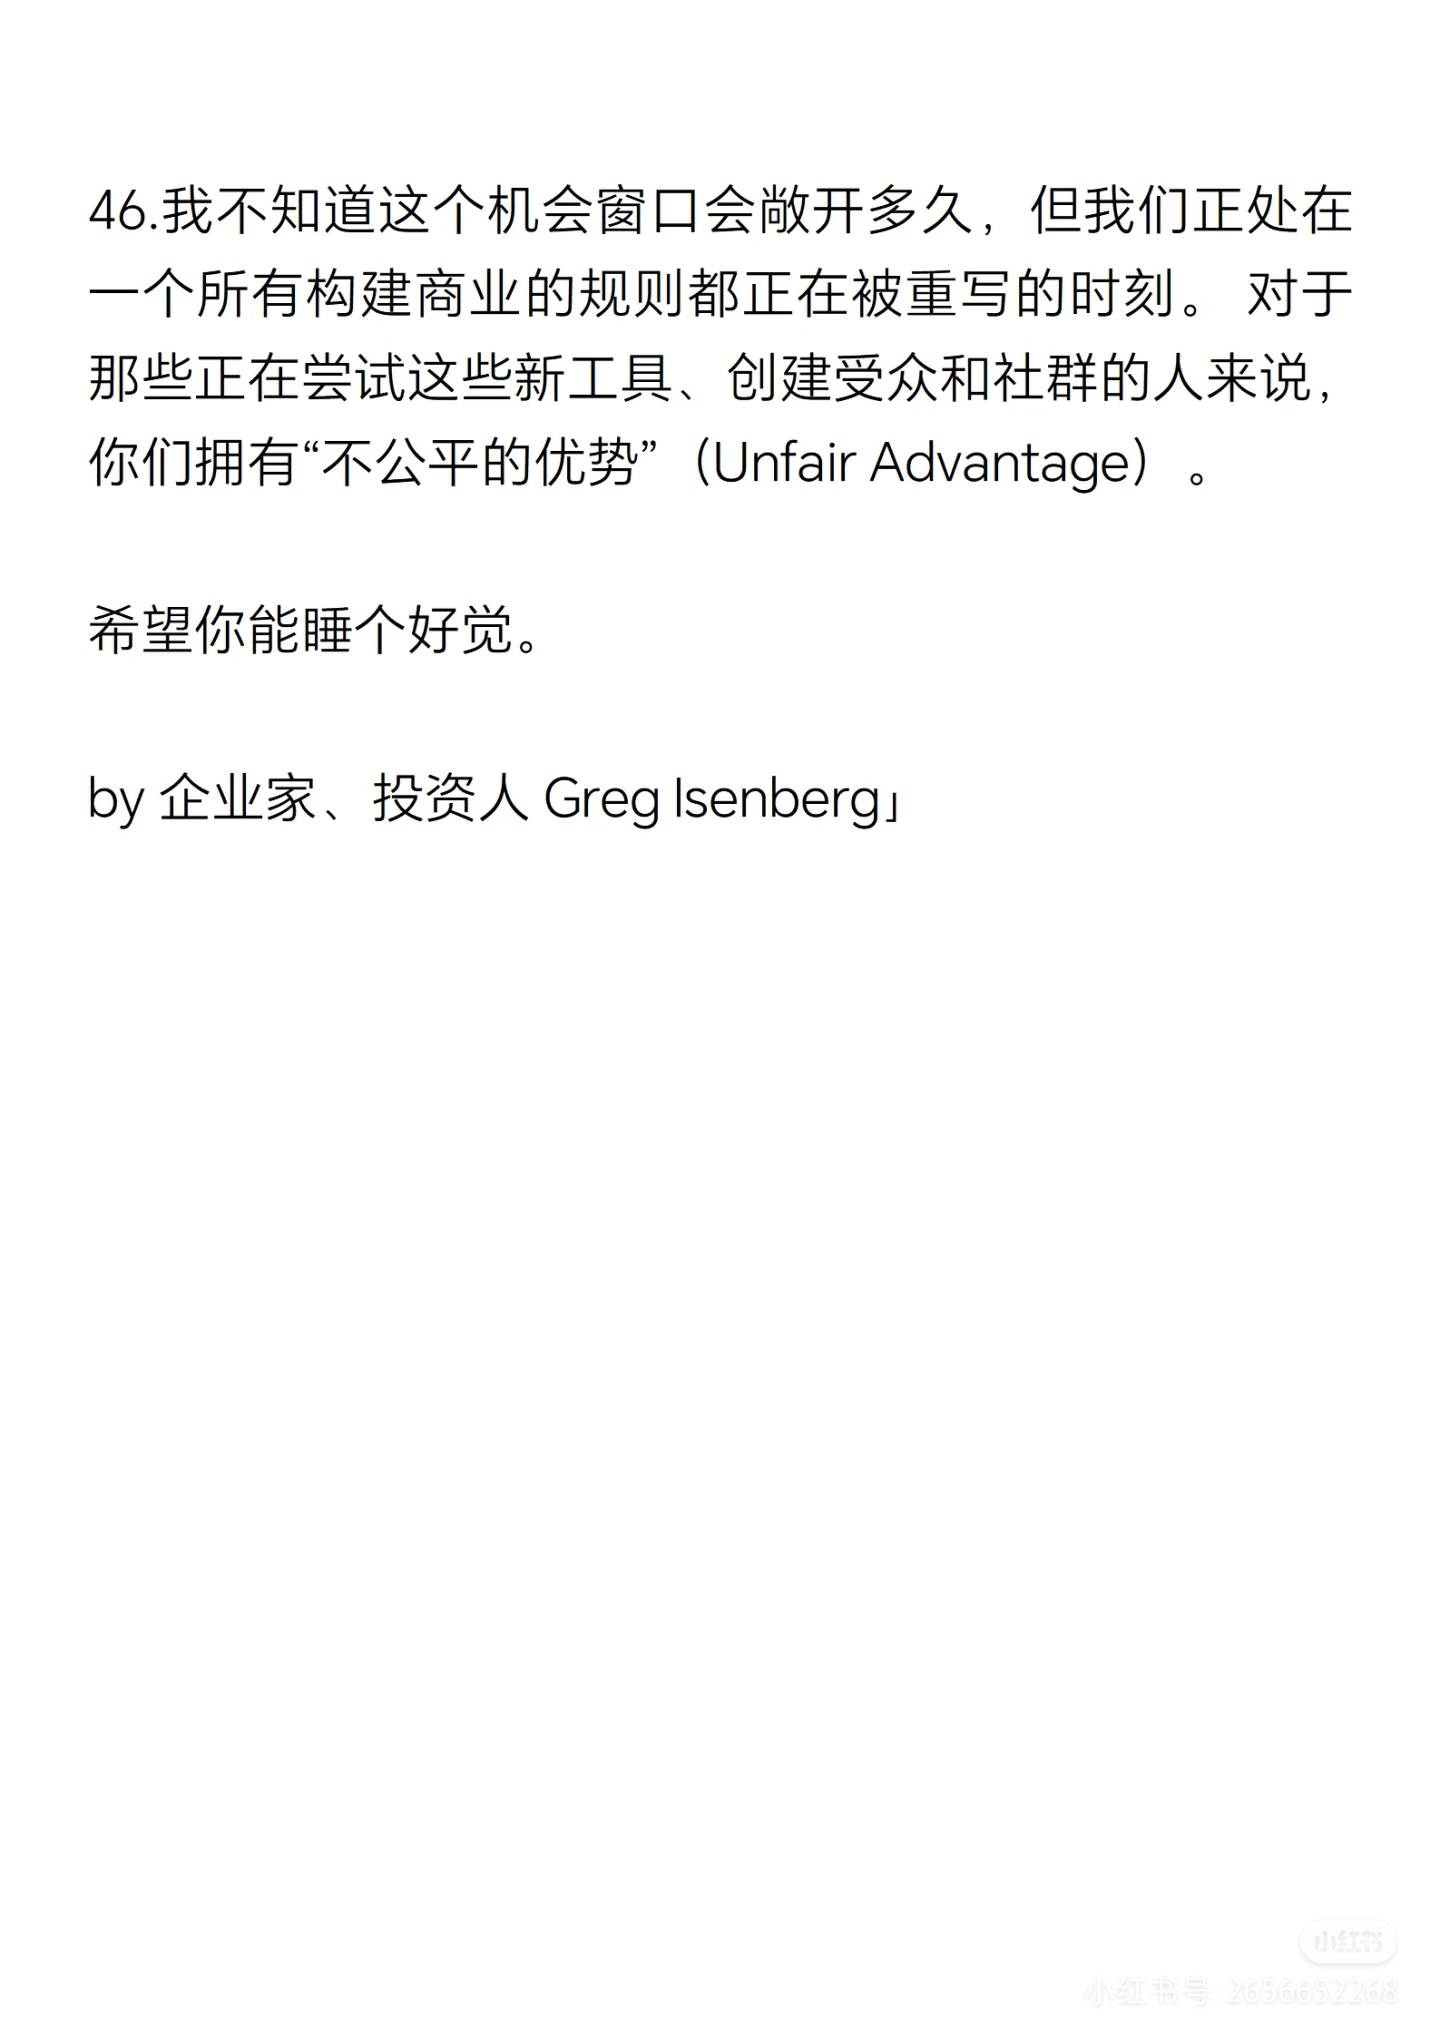 46.我不知道这个机会窗口会敞开多久，但我们正处在
一个所有构建商业的规则都正在被重写的时刻。 对于
那些正在尝试这些新工具、创建受众和社群的人来说，
你们拥有“不公平的优势”（Unfair Advantage）。
希望你能睡个好觉。
by 企业家、投资人 Greg Isenberg」
小红书
小红书号: 2656652268